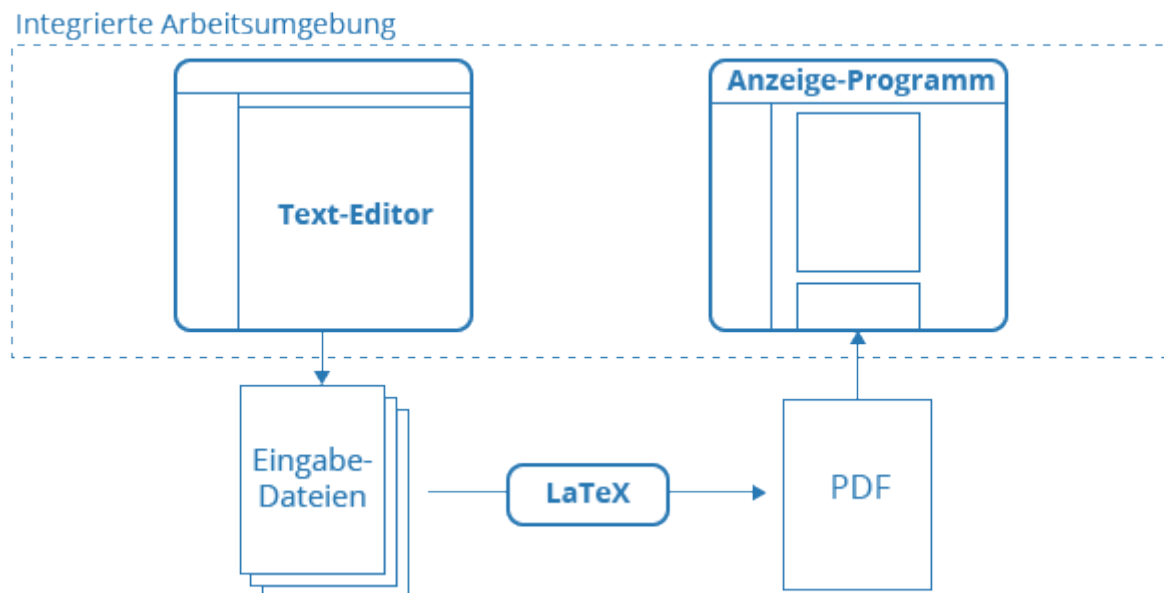 Integrierte Arbeitsumgebung
Text-Editor
Anzeige-Programm
Eingabe-
Dateien
LaTeX
PDF